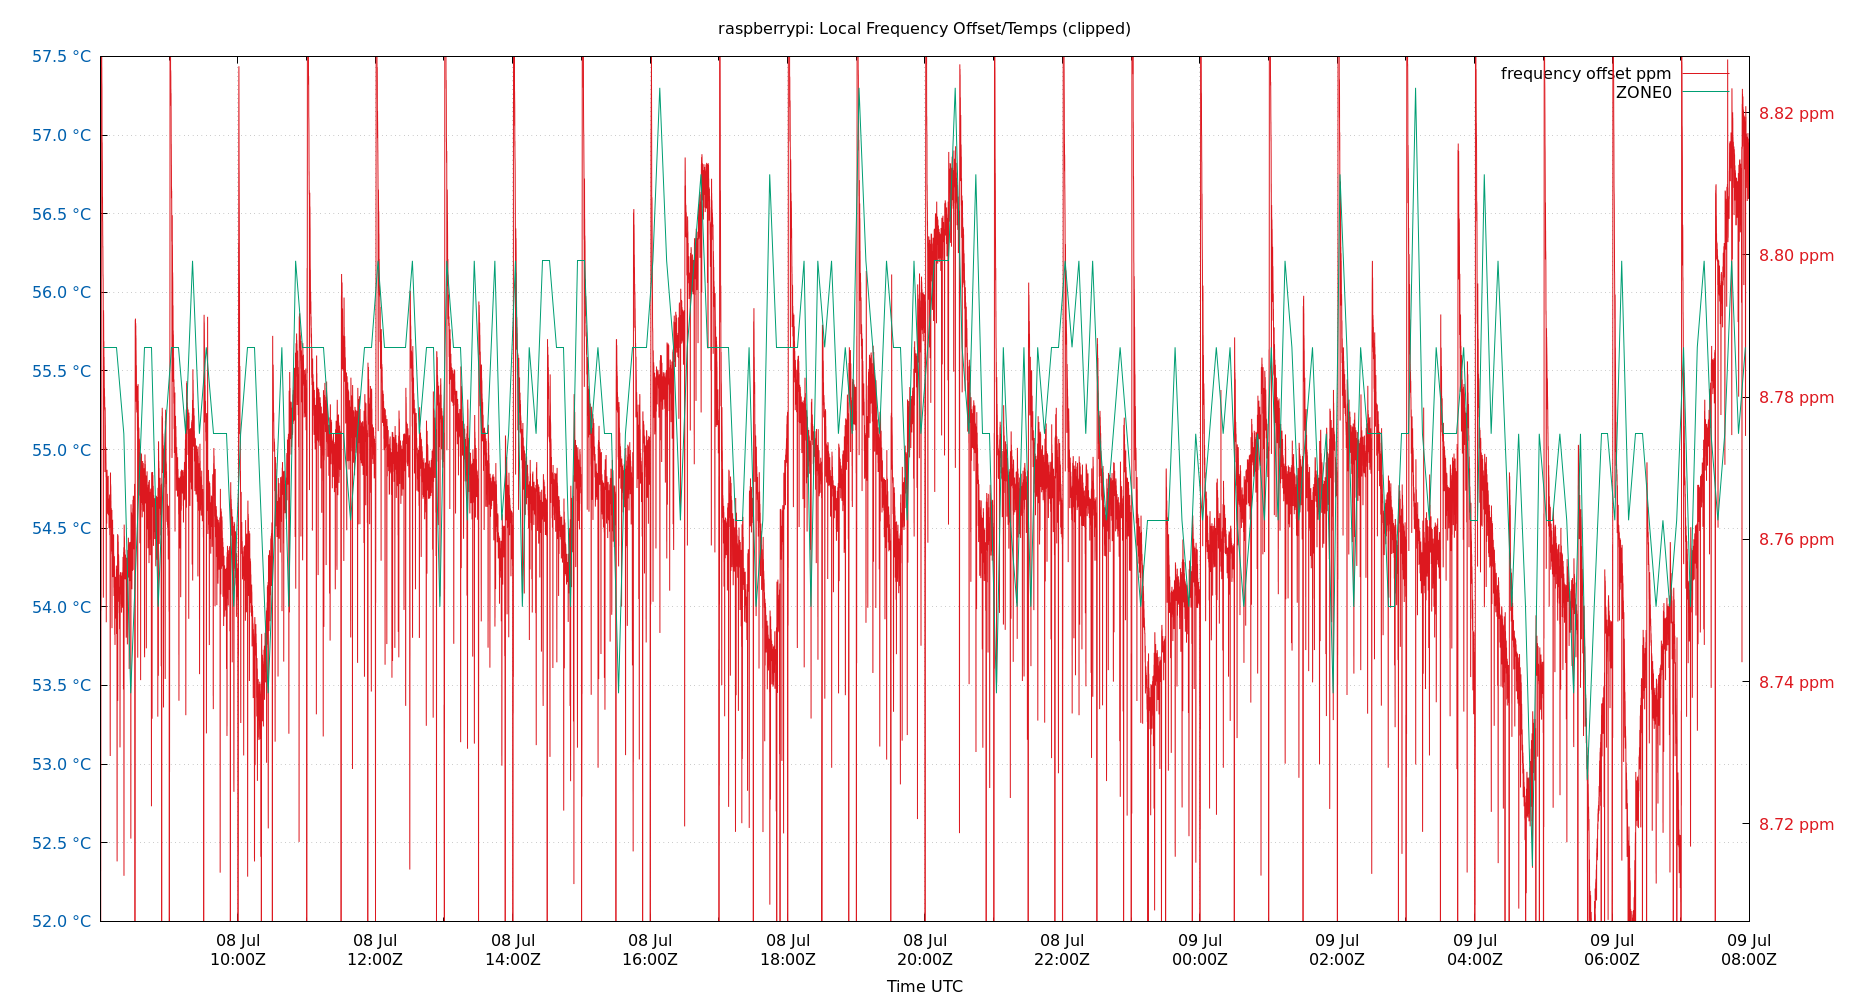 raspberrypi: Local Frequency Offset/Temps (clipped)
57.5 °C
57.0 °C
56.5 °C
56.0 °C
55.5 °C
55.0 °C
54.5 °C
54.0 °C
53.5 °C
53.0 °C
52.5 °C
52.0 °C
frequency offset ppm
ZONE0
8.82 ppm
8.80 ppm
8.78 ppm
8.76 ppm
8.74 ppm
8.72 ppm
08 Jul
10:00Z
08 Jul
12:00Z
08 Jul
14:00Z
08 Jul
16:00Z
08 Jul
18:00Z
08 Jul
20:00Z
08 Jul
22:00Z
09 Jul
00:00Z
09 Jul
02:00Z
09 Jul
04:00Z
09 Jul
06:00Z
09 Jul
08:00Z
Time UTC